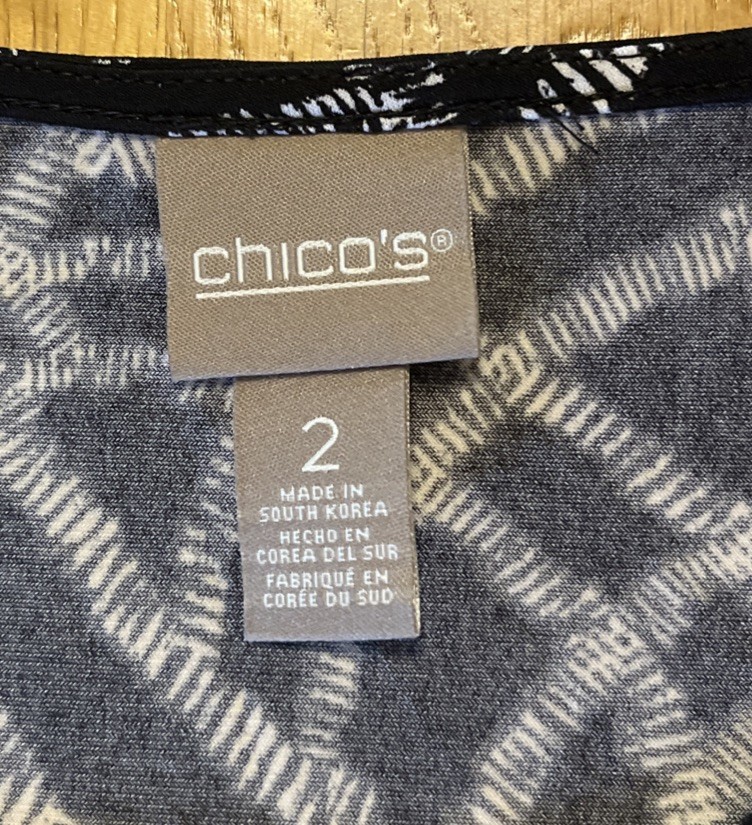 chico's®
2
MADE IN
SOUTH KOREA
HECHO EN
COREA DEL SUR
FABRIQUÉ EN
CORÉE DU SUD